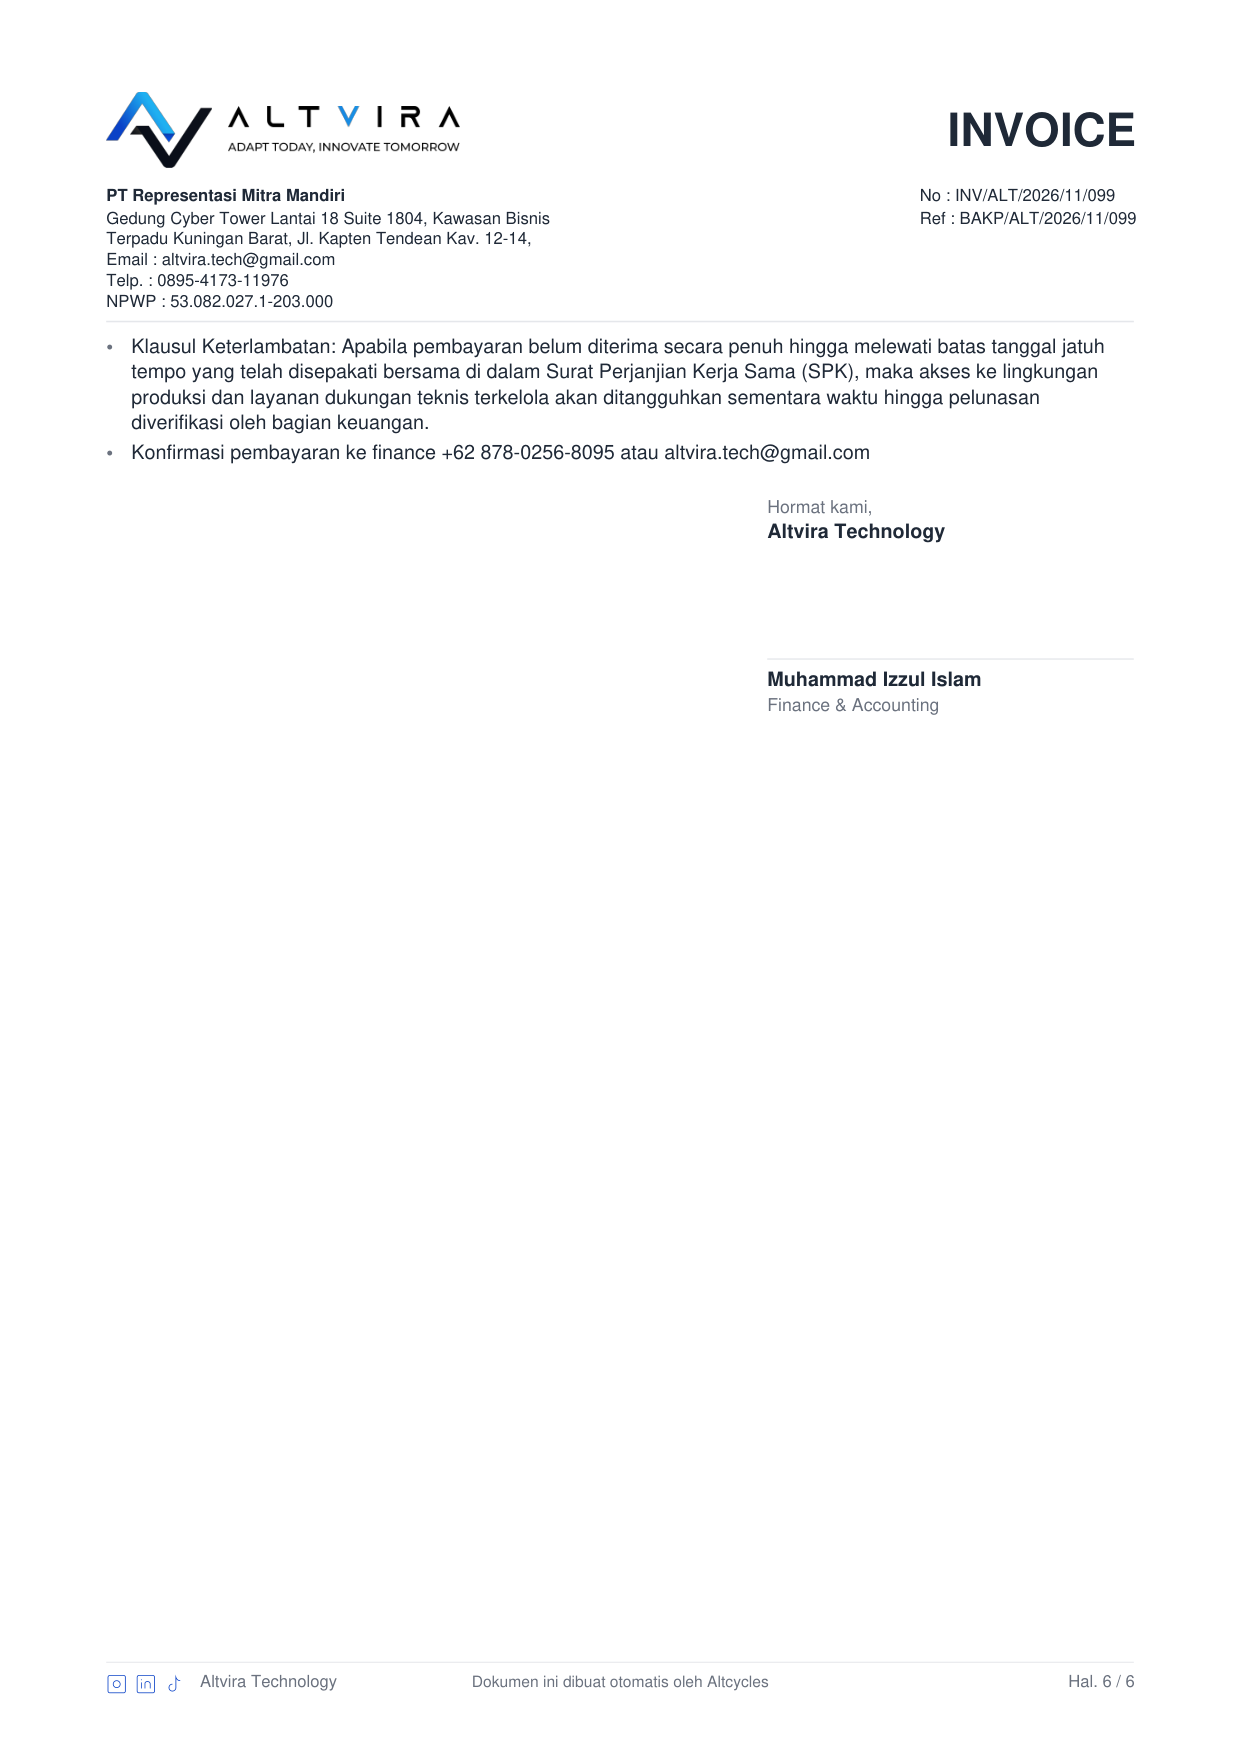 ALTVIRA
ADAPT TODAY, INNOVATE TOMORROW
INVOICE
PT Representasi Mitra Mandiri
Gedung Cyber Tower Lantai 18 Suite 1804, Kawasan Bisnis
Terpadu Kuningan Barat, Jl. Kapten Tendean Kav. 12-14,
Email : altvira.tech@gmail.com
Telp. : 0895-4173-11976
NPWP : 53.082.027.1-203.000
No : INV/ALT/2026/11/099
Ref : BAKP/ALT/2026/11/099
• Klausul Keterlambatan: Apabila pembayaran belum diterima secara penuh hingga melewati batas tanggal jatuh
tempo yang telah disepakati bersama di dalam Surat Perjanjian Kerja Sama (SPK), maka akses ke lingkungan
produksi dan layanan dukungan teknis terkelola akan ditangguhkan sementara waktu hingga pelunasan
diverifikasi oleh bagian keuangan.
• Konfirmasi pembayaran ke finance +62 878-0256-8095 atau altvira.tech@gmail.com
Hormat kami,
Altvira Technology
Muhammad Izzul Islam
Finance & Accounting
Altvira Technology
Dokumen ini dibuat otomatis oleh Altcycles
Hal. 6 / 6